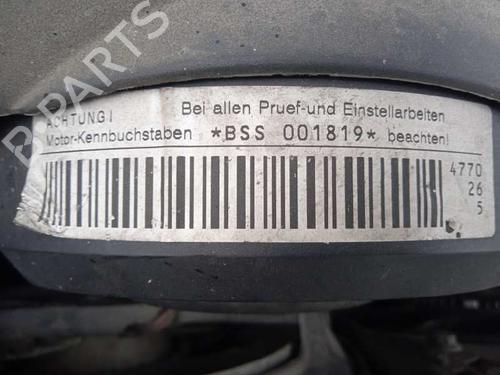 B-PARTS
ACHTUNG! Bei allen Pruef-und Einstellarbeiten
Motor-Kennbuchstaben *BSS 001819* beachten!
4770
26
5